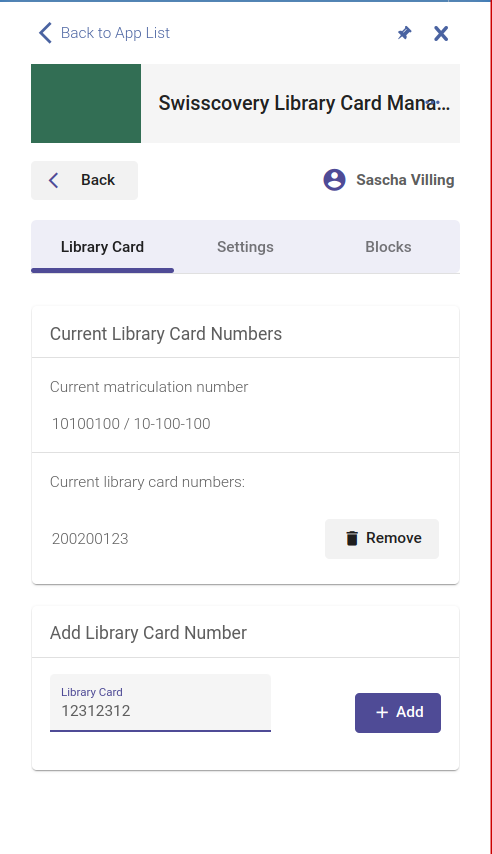 Back to App List
Swisscovery Library Card Mana...
Back
Sascha Villing
Library Card
Settings
Blocks
Current Library Card Numbers
Current matriculation number
10100100 / 10-100-100
Current library card numbers:
200200123
Remove
Add Library Card Number
Library Card
12312312
Add